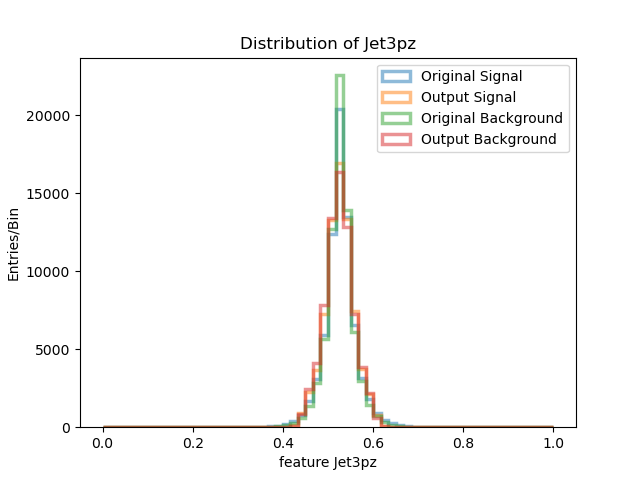 Distribution of Jet3pz
Original Signal
Output Signal
Original Background
Output Background
Entries/Bin
20000
15000
10000
5000
0
0.0 0.2 0.4 0.6 0.8 1.0
feature Jet3pz